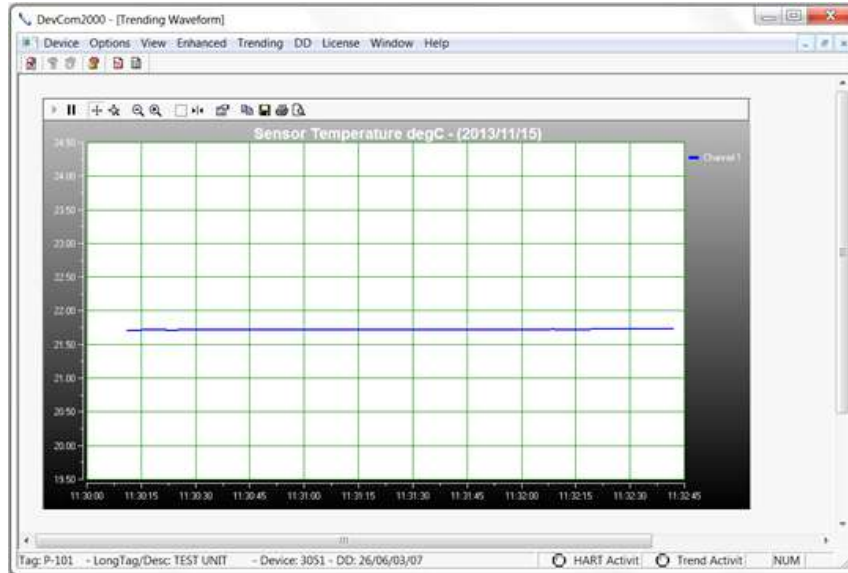 DevCom2000 - [Trending Waveform]
Device Options View Enhanced Trending DD License Window Help
Sensor Temperature degC - (2013/11/15)
24.50
Channel 1
24.00
23.50
23.00
22.50
22.00
21.50
21.00
20.50
20.00
19.50
11:30:00 11:30:15 11:30:30 11:30:45 11:31:00 11:31:15 11:31:30 11:31:45 11:32:00 11:32:15 11:32:30 11:32:45
Tag: P-101 - LongTag/Desc: TEST UNIT - Device: 3051 - DD: 26/06/03/07 HART Activit Trend Activit NUM